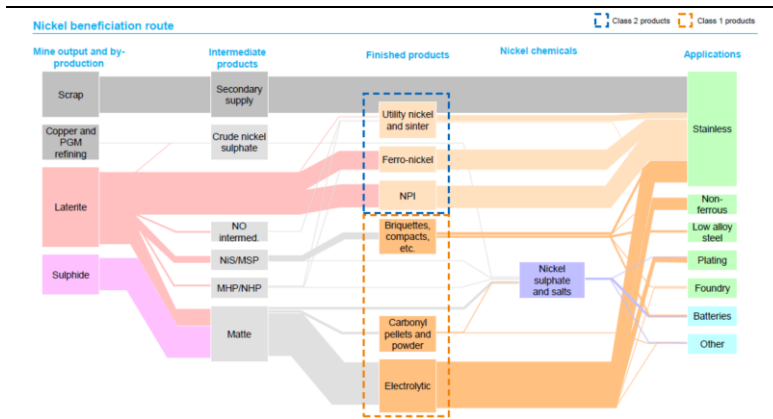 Nickel beneficiation route
Class 2 products
Class 1 products
Mine output and by-
production
Intermediate
products
Finished products
Nickel chemicals
Applications
Scrap
Secondary
supply
Utility nickel
and sinter
Stainless
Copper and
PGM
refining
Crude nickel
sulphate
Ferro-nickel
Laterite
NPI
NO
intermed.
Briquettes,
compacts,
etc.
Non-
ferrous
Low alloy
steel
NiS/MSP
Plating
Sulphide
MHP/NHP
Nickel
sulphate
and salts
Foundry
Matte
Carbonyl
pellets and
powder
Batteries
Other
Electrolytic